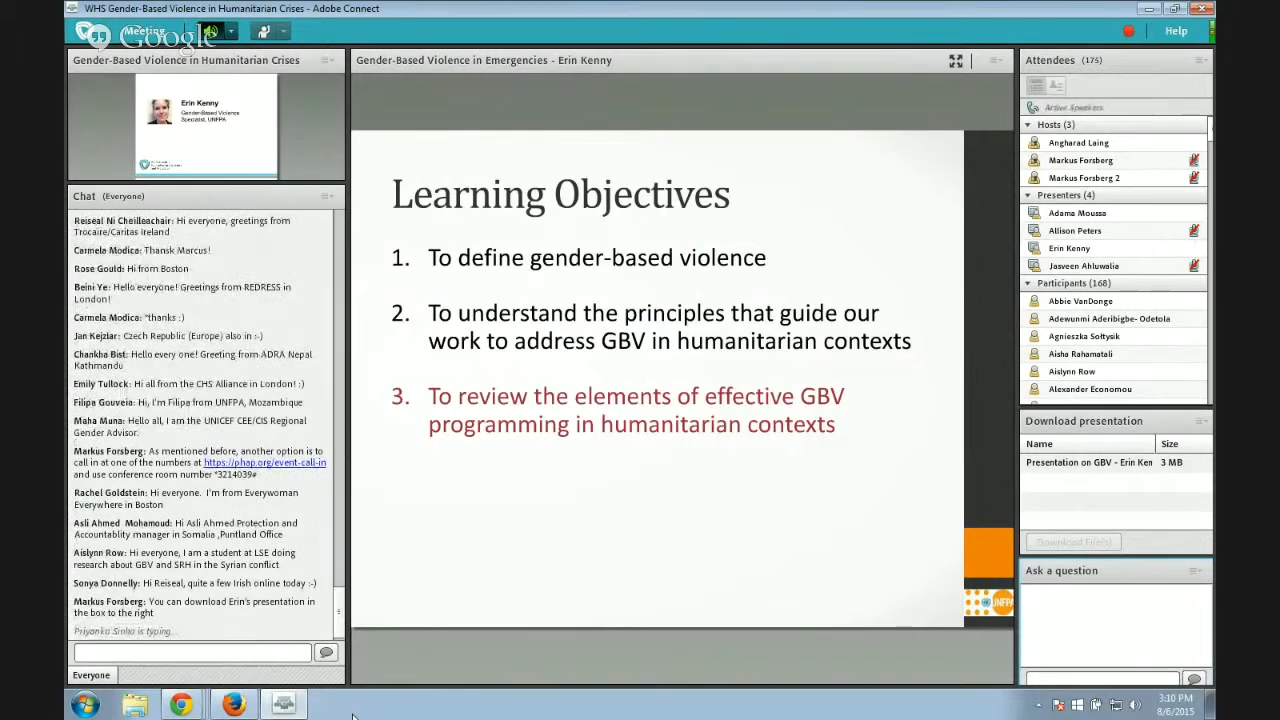 WHS Gender-Based Violence in Humanitarian Crises - Adobe Connect
Meeting
Google
Help
Gender-Based Violence in Humanitarian Crises
Erin Kenny
Gender-Based Violence
Specialist, UNFPA
Chat (Everyone)
Reiseal Ni Cheilleachair: Hi everyone, greetings from
Trocaire/Caritas Ireland
Carmela Modica: Thansk Marcus!
Rose Gould: Hi from Boston
Beini Ye: Hello everyone! Greetings from REDRESS in
London!
Carmela Modica: *thanks :)
Jan Kejzlar: Czech Republic (Europe) also in :-)
Chankha Bist: Hello every one! Greeting from ADRA Nepal
Kathmandu
Emily Tullock: Hi all from the CHS Alliance in London! :)
Filipa Gouveia: Hi, I'm Filipa from UNFPA, Mozambique
Maha Muna: Hello all, I am the UNICEF CEE/CIS Regional
Gender Advisor.
Markus Forsberg: As mentioned before, another option is to
call in at one of the numbers at https://phap.org/event-call-in
and use conference room number *3214039#
Rachel Goldstein: Hi everyone. I'm from Everywoman
Everywhere in Boston
Asli Ahmed Mohamoud: Hi Asli Ahmed Protection and
Accountablity manager in Somalia ,Puntland Office
Aislynn Row: Hi everyone, I am a student at LSE doing
research about GBV and SRH in the Syrian conflict
Sonya Donnelly: Hi Reiseal, quite a few Irish online today :-)
Markus Forsberg: You can download Erin's presentation in
the box to the right
Priyanka Sinha is typing...
Everyone
Gender-Based Violence in Emergencies - Erin Kenny
Learning Objectives
1. To define gender-based violence
2. To understand the principles that guide our
work to address GBV in humanitarian contexts
3. To review the elements of effective GBV
programming in humanitarian contexts
UNFPA
Attendees (175)
Active Speakers
Hosts (3)
Angharad Laing
Markus Forsberg
Markus Forsberg 2
Presenters (4)
Adama Moussa
Allison Peters
Erin Kenny
Jasveen Ahluwalia
Participants (168)
Abbie VanDonge
Adewunmi Aderibigbe- Odetola
Agnieszka Sołtysik
Aisha Rahamatali
Aislynn Row
Alexander Economou
Download presentation
Name Size
Presentation on GBV - Erin Ken 3 MB
Download File(s)
Ask a question
3:10 PM
8/6/2015